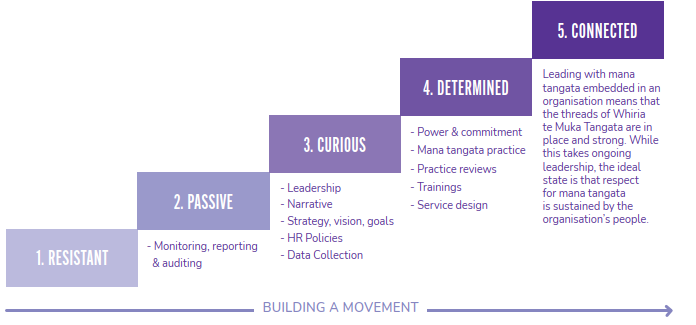 1. RESISTANT
2. PASSIVE
- Monitoring, reporting
& auditing
3. CURIOUS
- Leadership
- Narrative
- Strategy, vision, goals
- HR Policies
- Data Collection
4. DETERMINED
- Power & commitment
- Mana tangata practice
- Practice reviews
- Trainings
- Service design
5. CONNECTED
Leading with mana
tangata embedded in an
organisation means that
the threads of Whiria
te Muka Tangata are in
place and strong. While
this takes ongoing
leadership, the ideal
state is that respect
for mana tangata
is sustained by the
organisation's people.
BUILDING A MOVEMENT